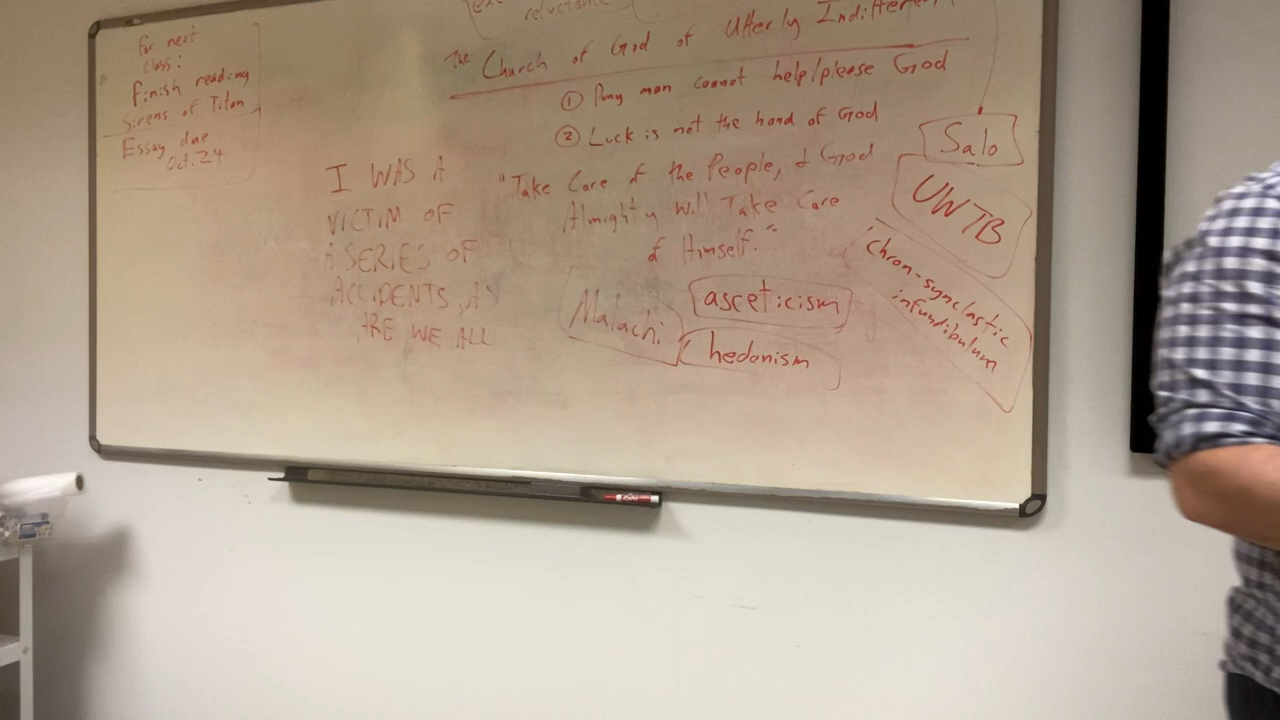 for next
class:
finish reading
Sirens of Titan
Essay due
Oct. 24
reluctance
The Church of God of Utterly Indifferent
① Puny man cannot help/please God
② Luck is not the hand of God
"Take Care of the People, & God
Almighty Will Take Care
of Himself."
I WAS A
VICTIM OF
A SERIES OF
ACCIDENTS, AS
ARE WE ALL
Malachi
asceticism
hedonism
Salo
UWTB
chron-synclastic
infundibulum